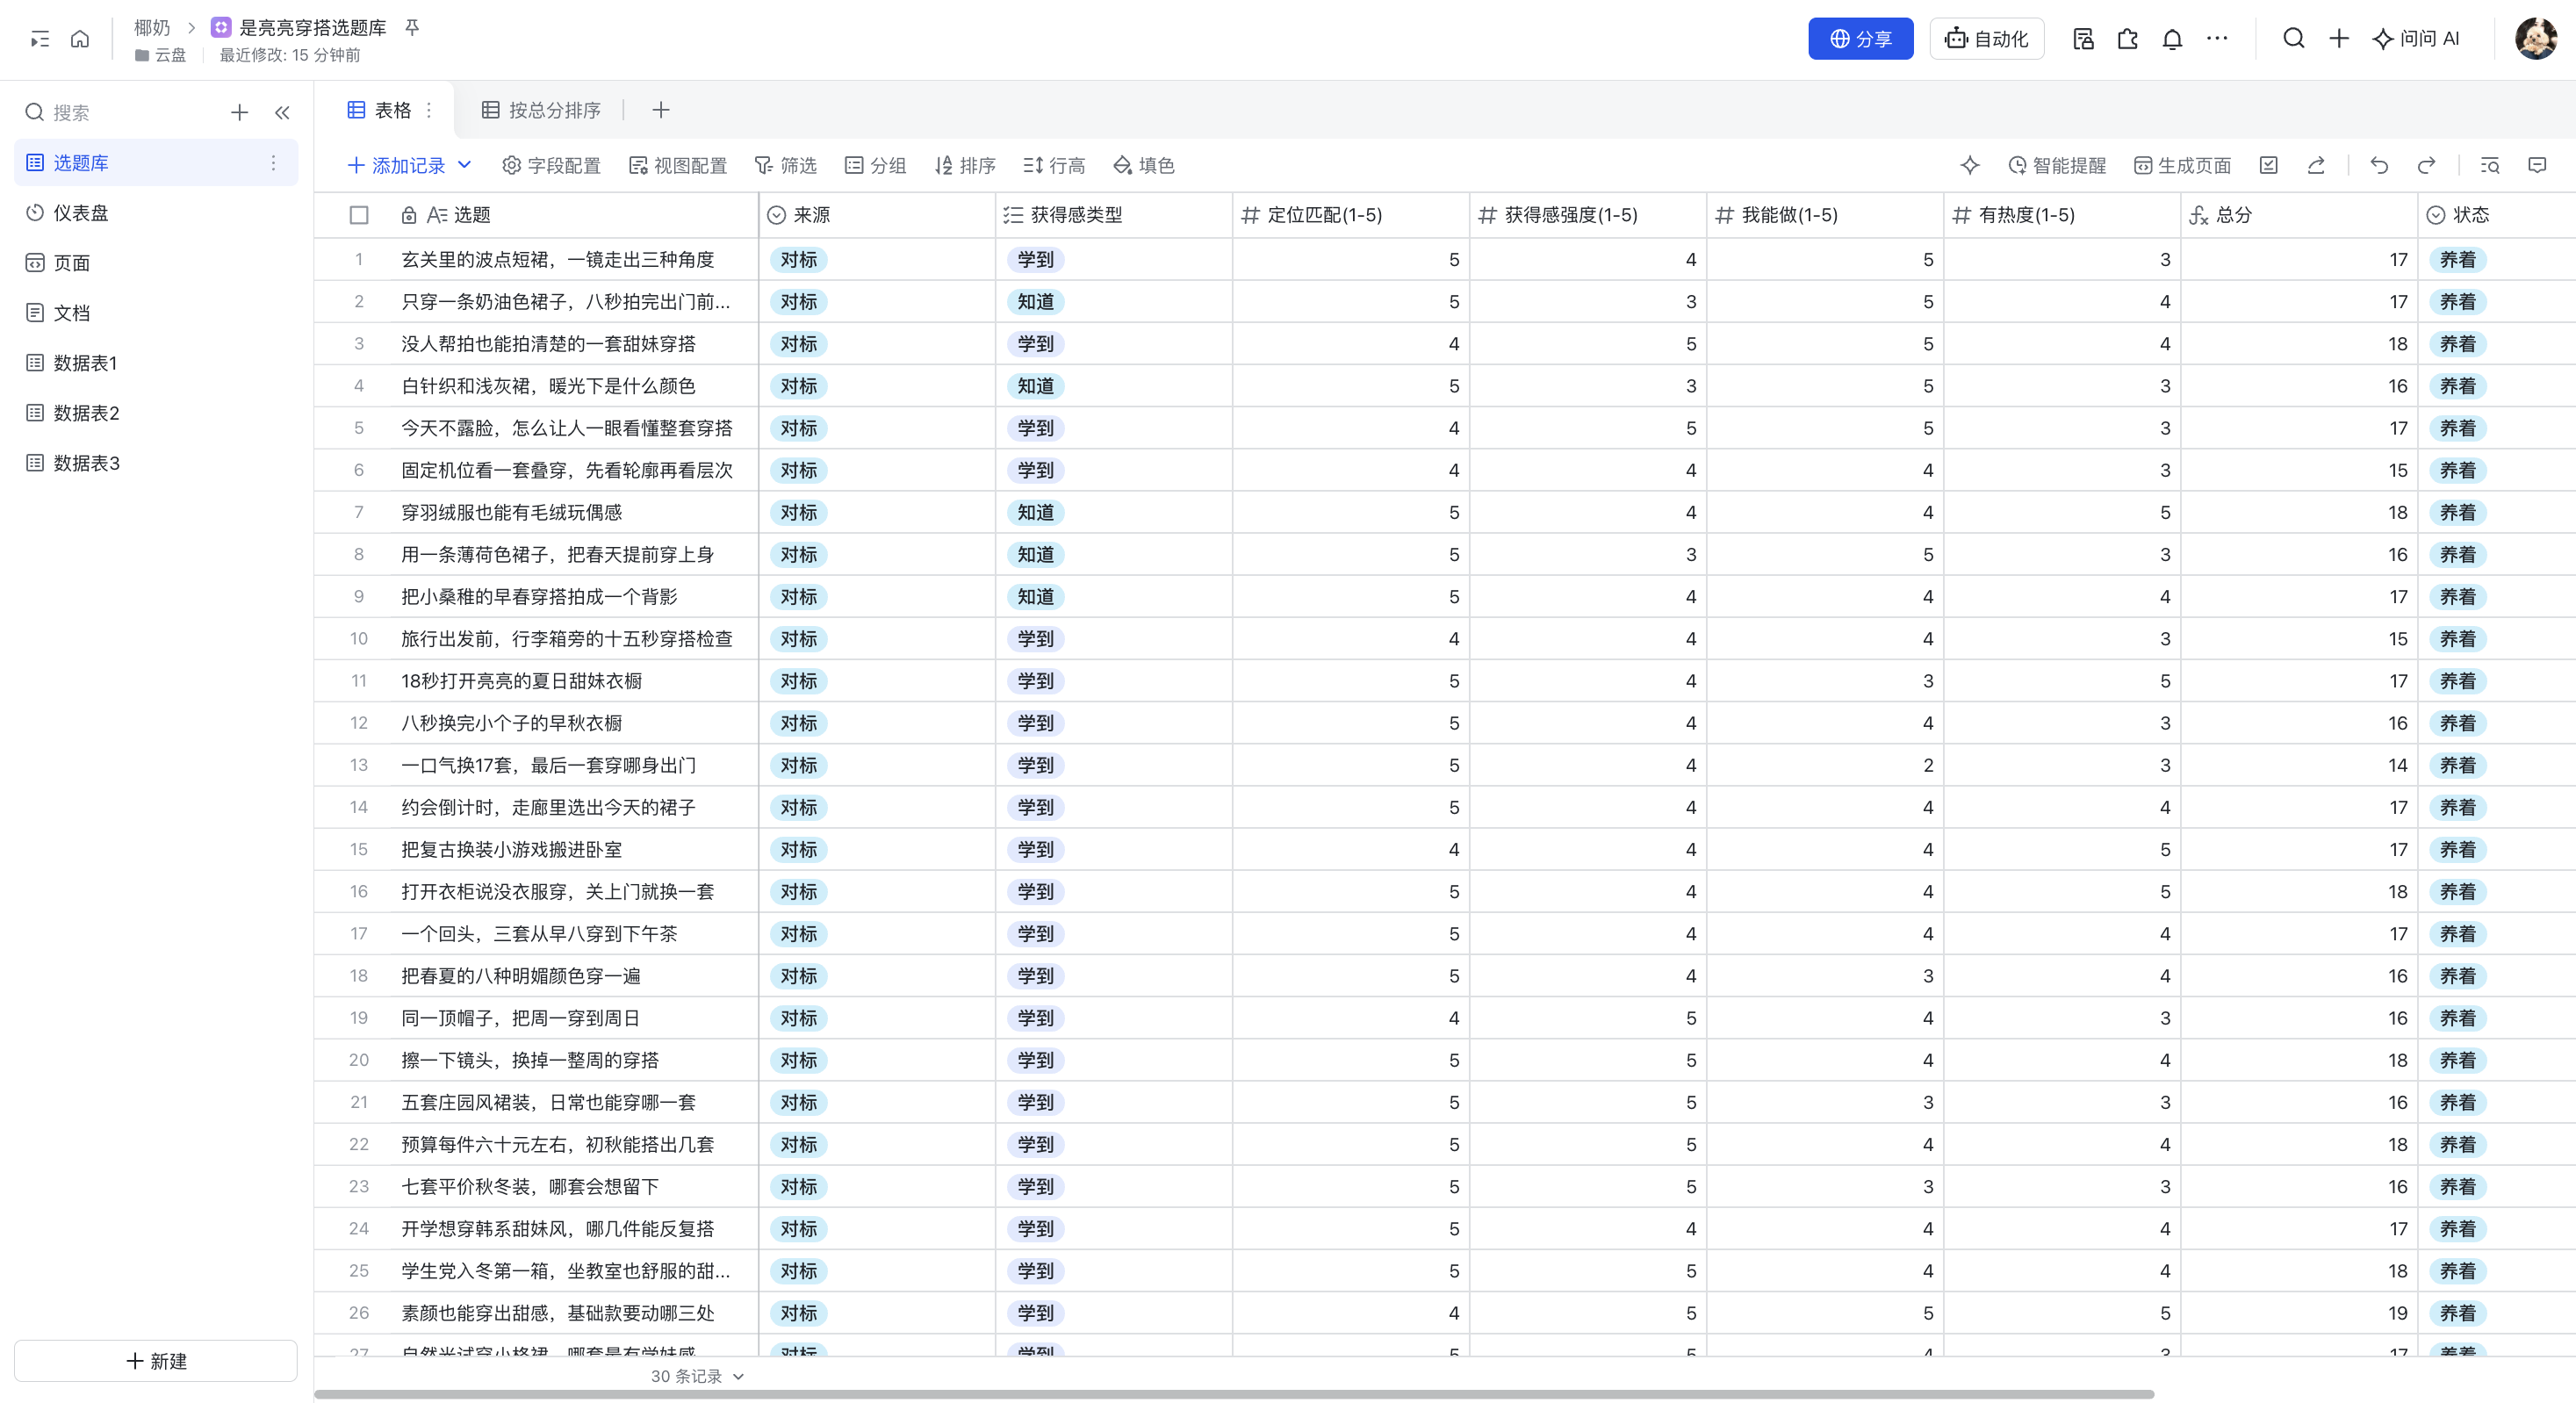 椰奶 > 是亮亮穿搭选题库
云盘 最近修改: 15 分钟前
分享 自动化 问问 AI
搜索
选题库
仪表盘
页面
文档
数据表1
数据表2
数据表3
新建
表格 按总分排序
添加记录 字段配置 视图配置 筛选 分组 排序 行高 填色 智能提醒 生成页面
选题 来源 获得感类型 定位匹配(1-5) 获得感强度(1-5) 我能做(1-5) 有热度(1-5) 总分 状态
1 玄关里的波点短裙，一镜走出三种角度 对标 学到 5 4 5 3 17 养着
2 只穿一条奶油色裙子，八秒拍完出门前... 对标 知道 5 3 5 4 17 养着
3 没人帮拍也能拍清楚的一套甜妹穿搭 对标 学到 4 5 5 4 18 养着
4 白针织和浅灰裙，暖光下是什么颜色 对标 知道 5 3 5 3 16 养着
5 今天不露脸，怎么让人一眼看懂整套穿搭 对标 学到 4 5 5 3 17 养着
6 固定机位看一套叠穿，先看轮廓再看层次 对标 学到 4 4 4 3 15 养着
7 穿羽绒服也能有毛绒玩偶感 对标 知道 5 4 4 5 18 养着
8 用一条薄荷色裙子，把春天提前穿上身 对标 知道 5 3 5 3 16 养着
9 把小桑稚的早春穿搭拍成一个背影 对标 知道 5 4 4 4 17 养着
10 旅行出发前，行李箱旁的十五秒穿搭检查 对标 学到 4 4 4 3 15 养着
11 18秒打开亮亮的夏日甜妹衣橱 对标 学到 5 4 3 5 17 养着
12 八秒换完小个子的早秋衣橱 对标 学到 5 4 4 3 16 养着
13 一口气换17套，最后一套穿哪身出门 对标 学到 5 4 2 3 14 养着
14 约会倒计时，走廊里选出今天的裙子 对标 学到 5 4 4 4 17 养着
15 把复古换装小游戏搬进卧室 对标 学到 4 4 4 5 17 养着
16 打开衣柜说没衣服穿，关上门就换一套 对标 学到 5 4 4 5 18 养着
17 一个回头，三套从早八穿到下午茶 对标 学到 5 4 4 4 17 养着
18 把春夏的八种明媚颜色穿一遍 对标 学到 5 4 3 4 16 养着
19 同一顶帽子，把周一穿到周日 对标 学到 4 5 4 3 16 养着
20 擦一下镜头，换掉一整周的穿搭 对标 学到 5 5 4 4 18 养着
21 五套庄园风裙装，日常也能穿哪一套 对标 学到 5 5 3 3 16 养着
22 预算每件六十元左右，初秋能搭出几套 对标 学到 5 5 4 4 18 养着
23 七套平价秋冬装，哪套会想留下 对标 学到 5 5 3 3 16 养着
24 开学想穿韩系甜妹风，哪几件能反复搭 对标 学到 5 4 4 4 17 养着
25 学生党入冬第一箱，坐教室也舒服的甜... 对标 学到 5 5 4 4 18 养着
26 素颜也能穿出甜感，基础款要动哪三处 对标 学到 4 5 5 5 19 养着
27 自然光试穿小格裙，哪套最有学妹感 对标 学到 5 5 4 3 17 养着
30 条记录